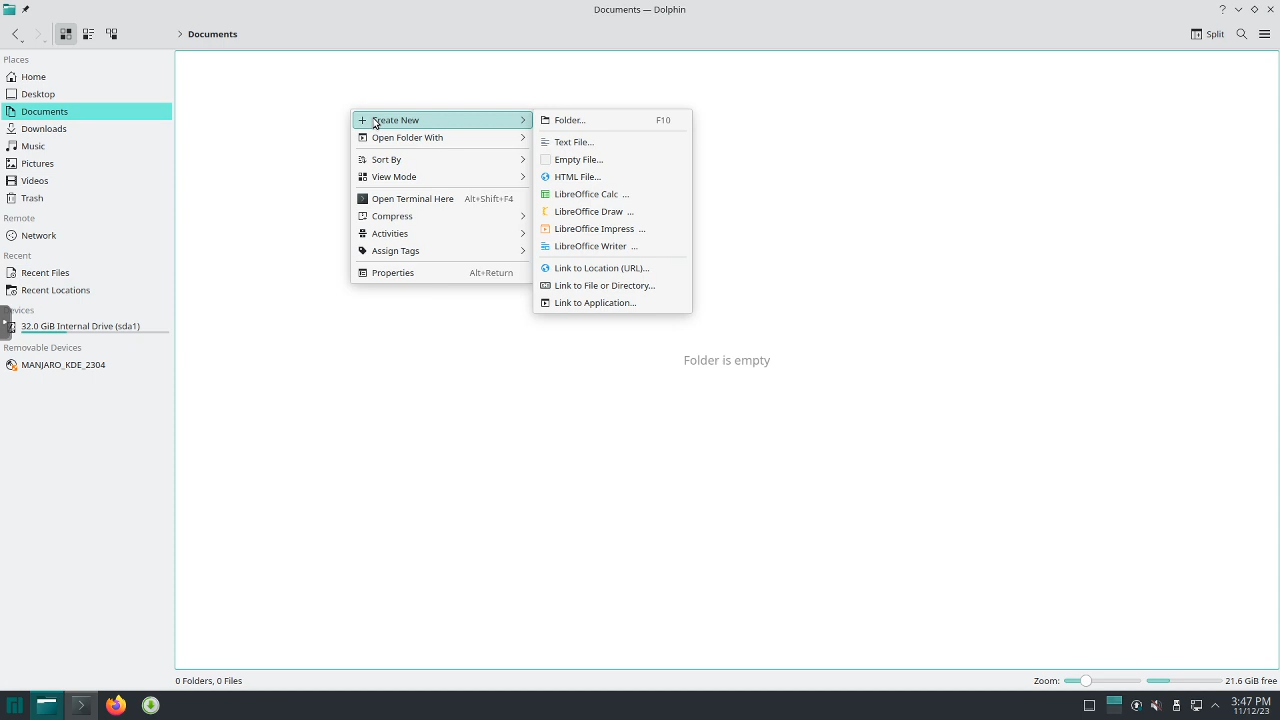 Documents — Dolphin
Documents
Split
Places
Home
Desktop
Documents
Downloads
Music
Pictures
Videos
Trash
Remote
Network
Recent
Recent Files
Recent Locations
Devices
32.0 GiB Internal Drive (sda1)
Removable Devices
MANJARO_KDE_2304
Create New
Open Folder With
Sort By
View Mode
Open Terminal Here Alt+Shift+F4
Compress
Activities
Assign Tags
Properties Alt+Return
Folder... F10
Text File...
Empty File...
HTML File...
LibreOffice Calc ...
LibreOffice Draw ...
LibreOffice Impress ...
LibreOffice Writer ...
Link to Location (URL)...
Link to File or Directory...
Link to Application...
Folder is empty
0 Folders, 0 Files
Zoom:
21.6 GiB free
3:47 PM
11/12/23